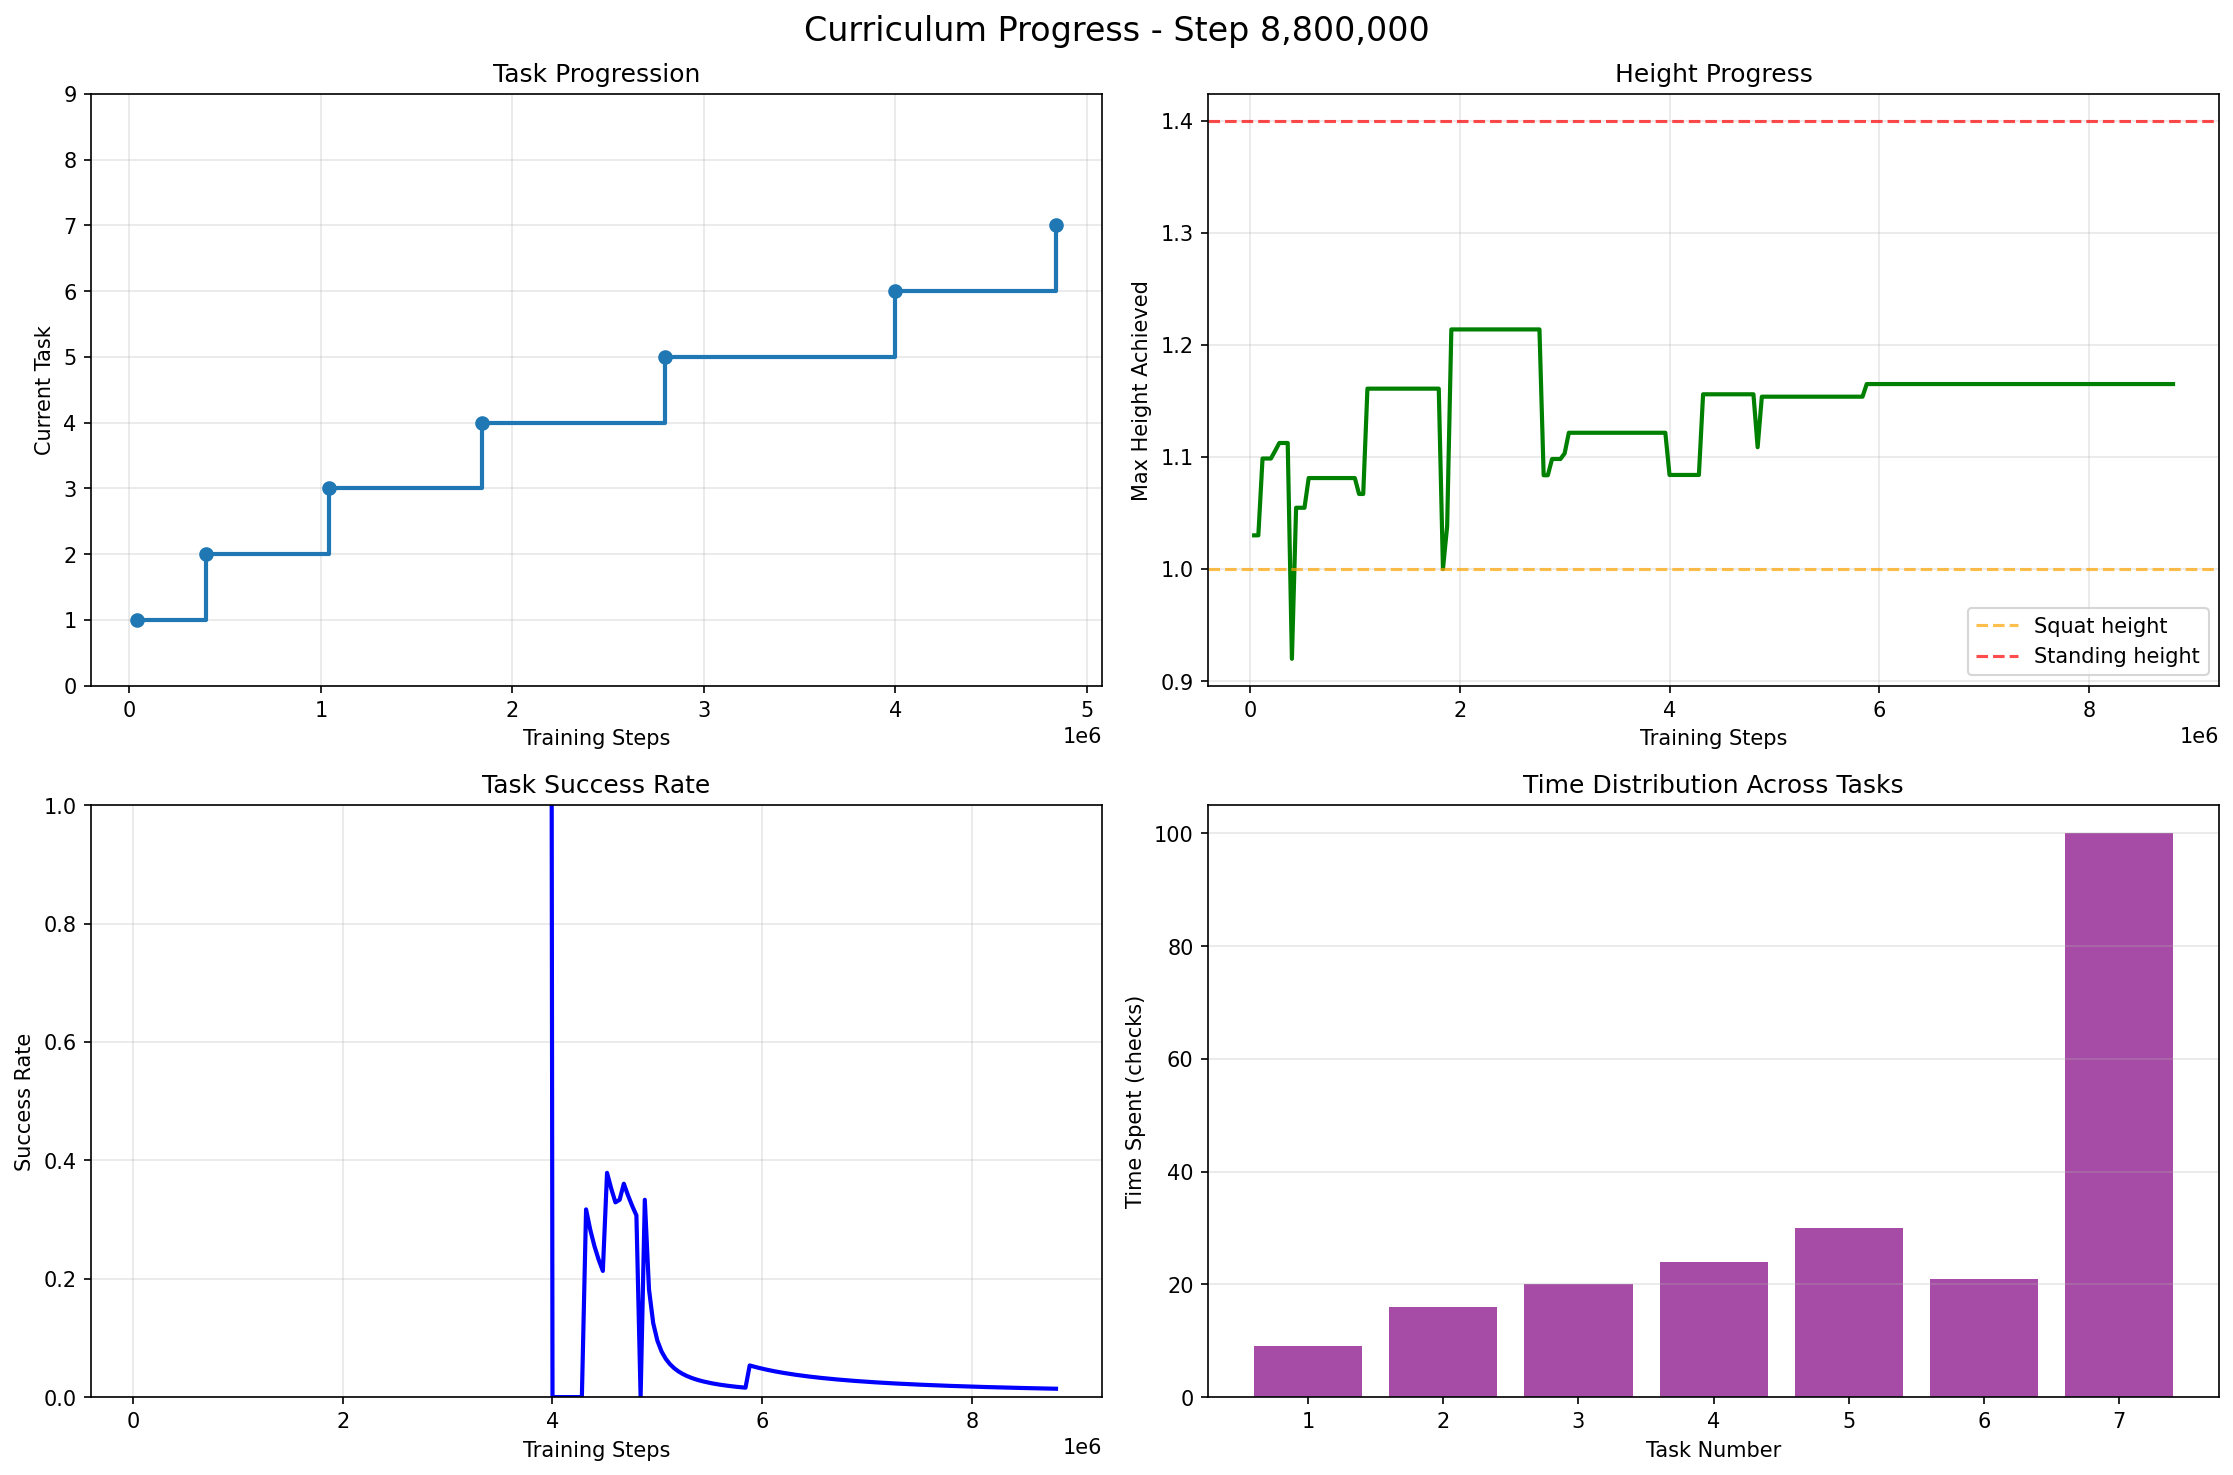 Curriculum Progress - Step 8,800,000
Task Progression
9
8
7
6
5
4
3
2
1
0
Current Task
0 1 2 3 4 5
1e6
Training Steps
Height Progress
1.4
1.3
1.2
1.1
1.0
0.9
Max Height Achieved
Squat height
Standing height
0 2 4 6 8
1e6
Training Steps
Task Success Rate
1.0
0.8
0.6
0.4
0.2
0.0
Success Rate
0 2 4 6 8
1e6
Training Steps
Time Distribution Across Tasks
100
80
60
40
20
0
Time Spent (checks)
1 2 3 4 5 6 7
Task Number